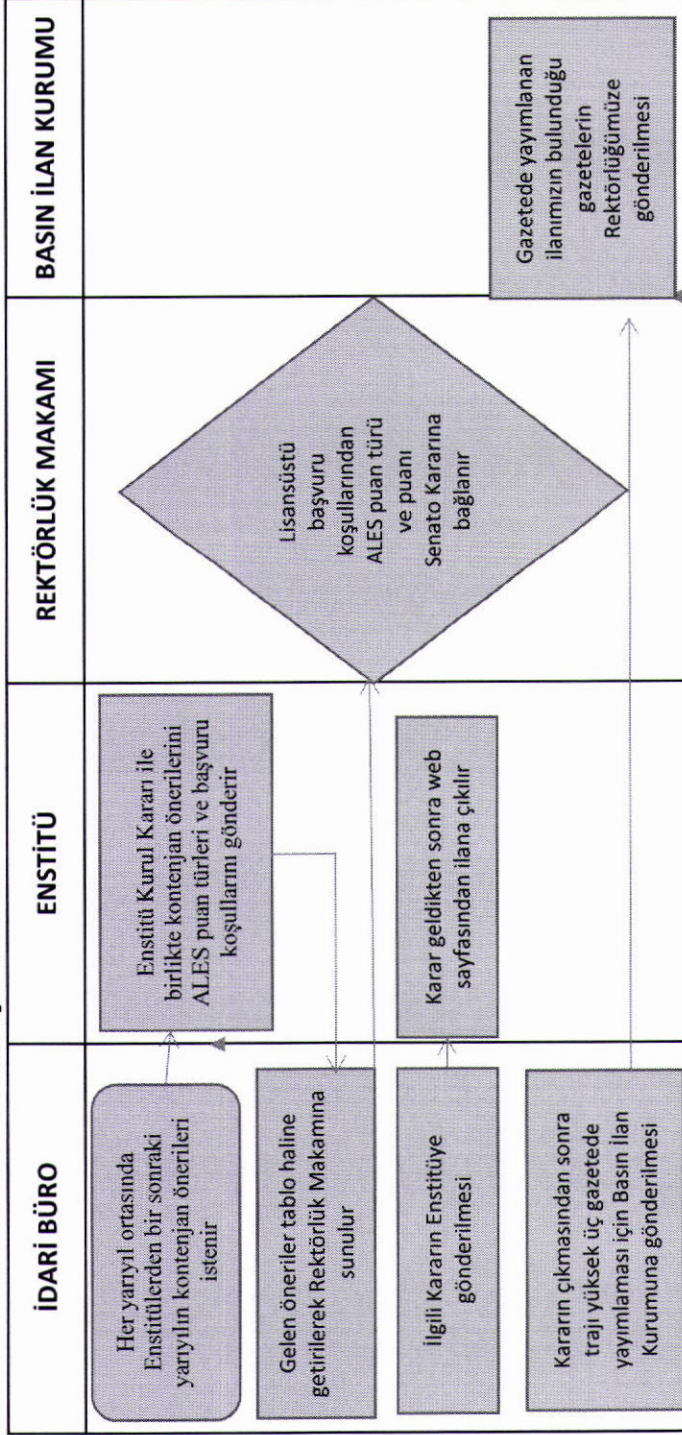 İDARİ BÜRO
ENSTİTÜ
REKTÖRLÜK MAKAMI
BASIN İLAN KURUMU
Her yarıyıl ortasında
Enstitülerden bir sonraki
yarıyılın kontenjan önerileri
istenir
Enstitü Kurul Kararı ile
birlikte kontenjan önerilerini
ALES puan türleri ve başvuru
koşullarını gönderir
Gelen öneriler tablo haline
getirilerek Rektörlük Makamına
sunulur
Lisansüstü
başvuru
koşullarından
ALES puan türü
ve puanı
Senato Kararına
bağlanır
İlgili Kararın Enstitüye
gönderilmesi
Karar geldikten sonra web
sayfasından ilana çıkılır
Kararın çıkmasından sonra
trajı yüksek üç gazetede
yayımlaması için Basın İlan
Kurumuna gönderilmesi
Gazetede yayımlanan
ilanımızın bulunduğu
gazetelerin
Rektörlüğümüze
gönderilmesi